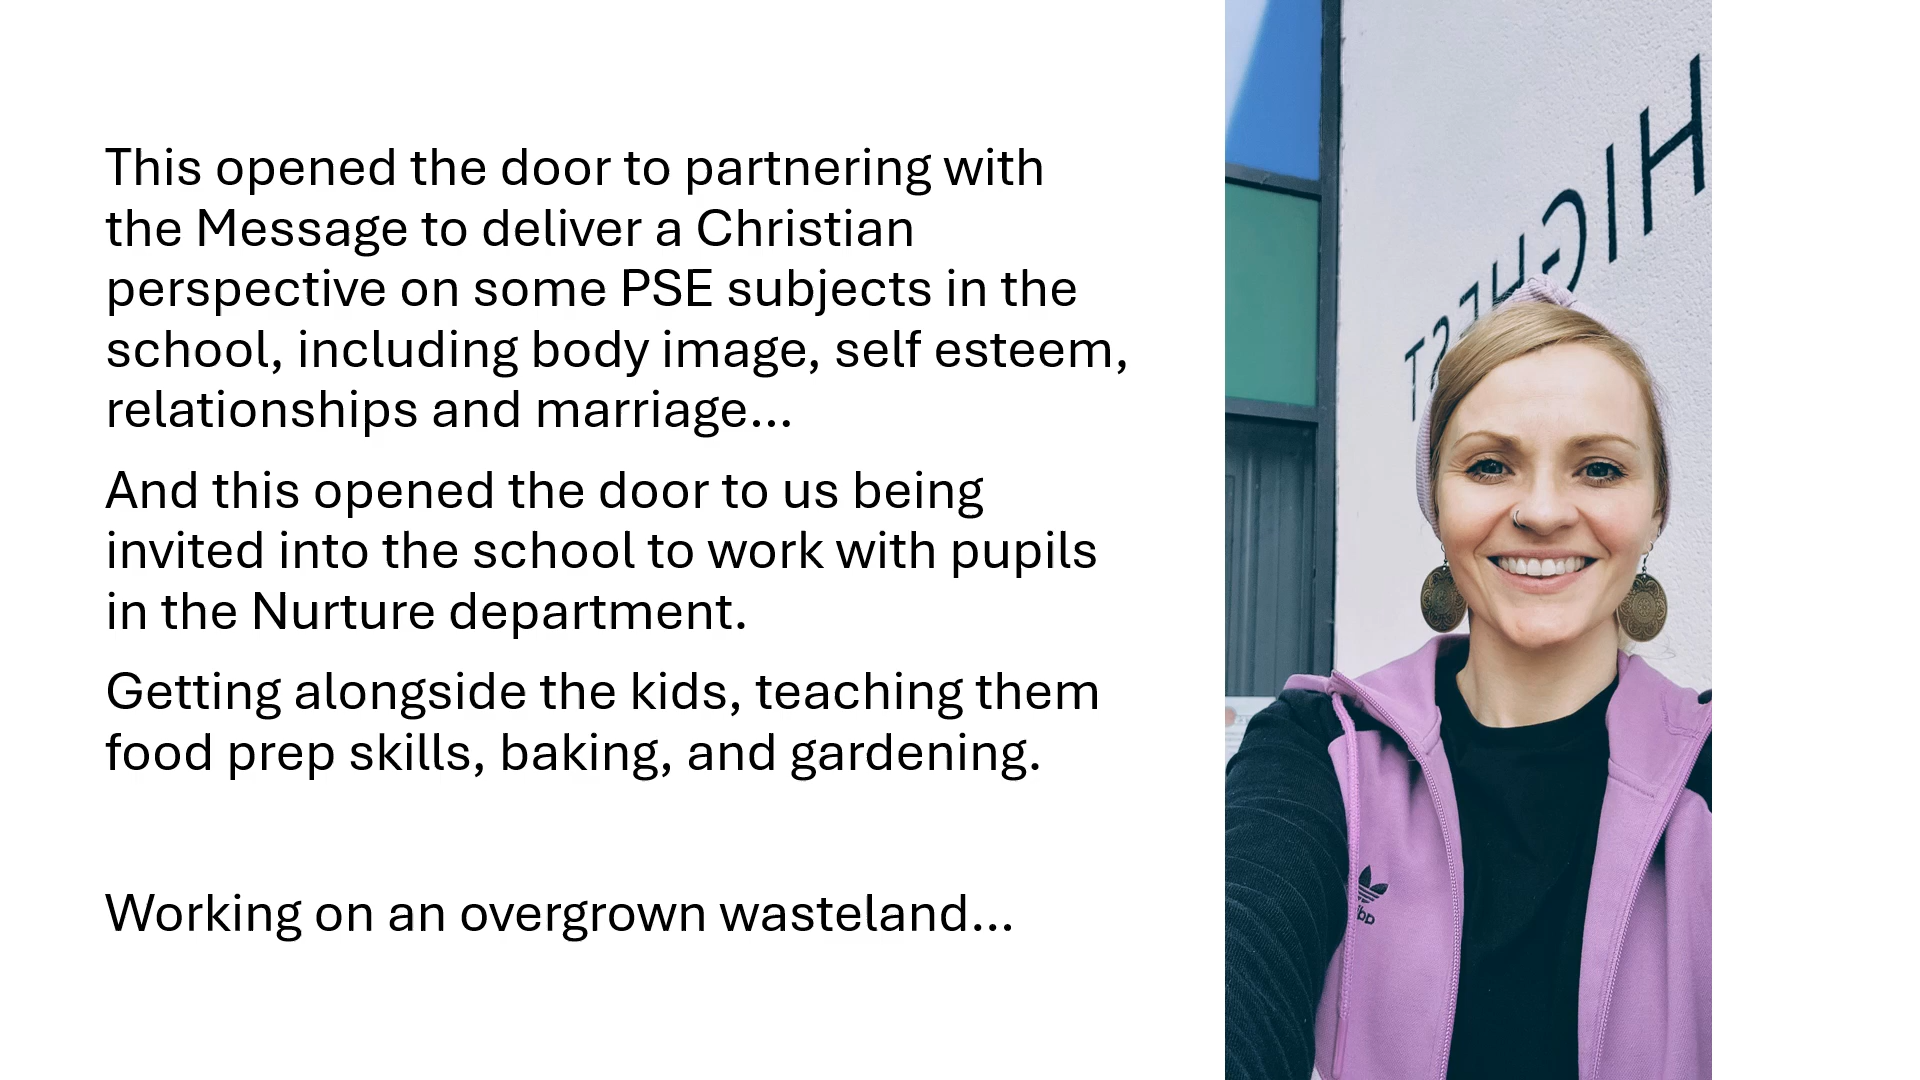 This opened the door to partnering with
the Message to deliver a Christian
perspective on some PSE subjects in the
school, including body image, self esteem,
relationships and marriage…
And this opened the door to us being
invited into the school to work with pupils
in the Nurture department.
Getting alongside the kids, teaching them
food prep skills, baking, and gardening.
Working on an overgrown wasteland…
HIGHEST